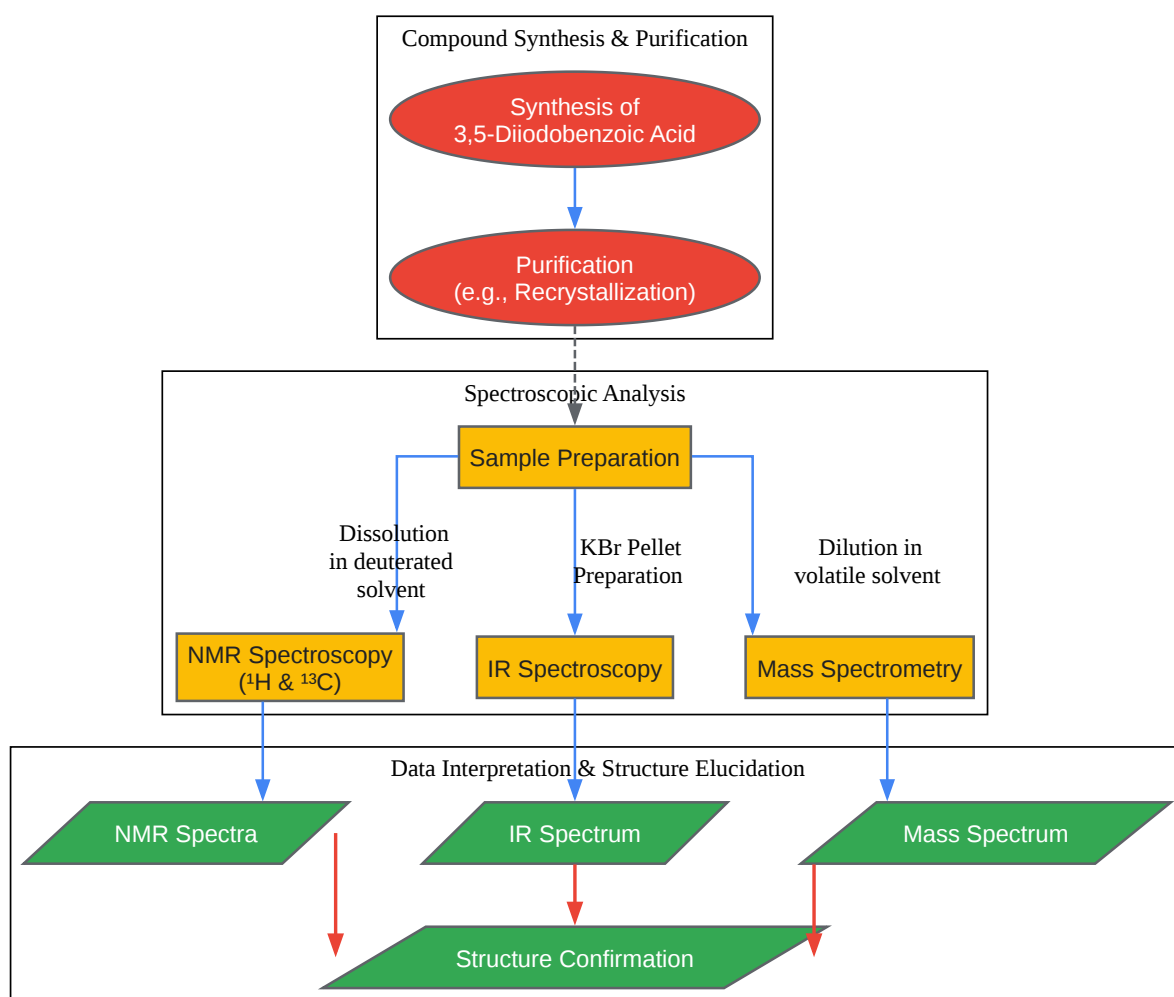 Compound Synthesis & Purification
Synthesis of
3,5-Diiodobenzoic Acid
Purification
(e.g., Recrystallization)
Spectroscopic Analysis
Sample Preparation
Dissolution
in deuterated
solvent
KBr Pellet
Preparation
Dilution in
volatile solvent
NMR Spectroscopy
(¹H & ¹³C)
IR Spectroscopy
Mass Spectrometry
Data Interpretation & Structure Elucidation
NMR Spectra
IR Spectrum
Mass Spectrum
Structure Confirmation